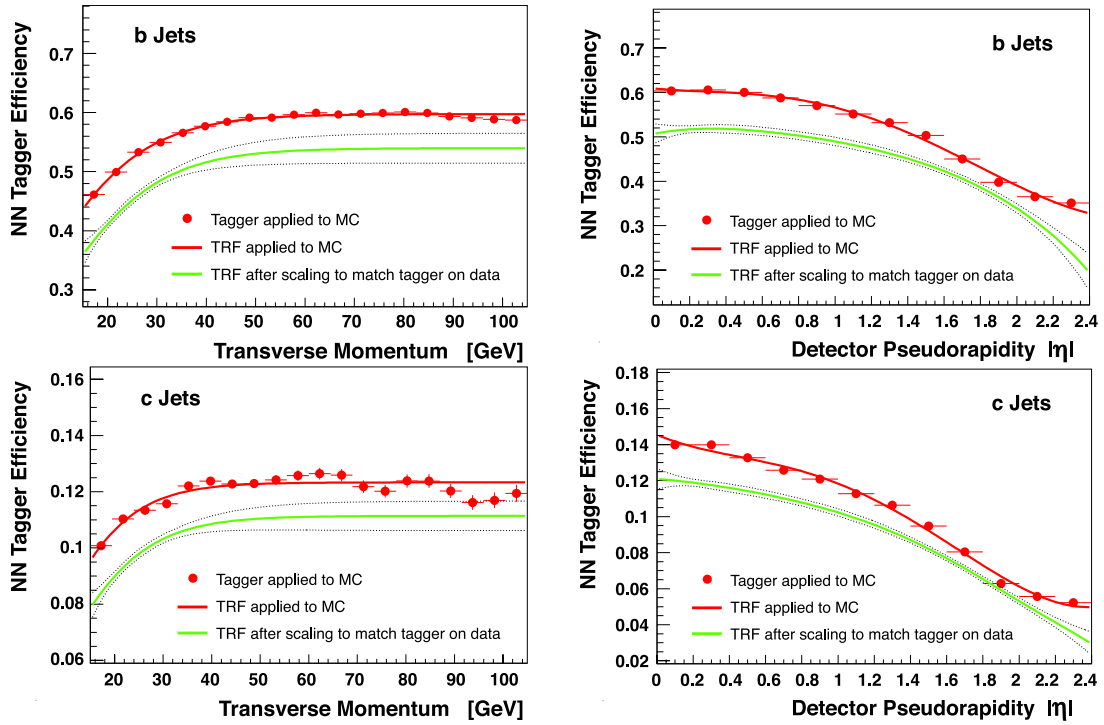 b Jets
NN Tagger Efficiency
0.7
0.6
0.5
0.4
0.3
Tagger applied to MC
TRF applied to MC
TRF after scaling to match tagger on data
20 30 40 50 60 70 80 90 100
Transverse Momentum [GeV]
b Jets
NN Tagger Efficiency
0.7
0.6
0.5
0.4
0.3
0.2
Tagger applied to MC
TRF applied to MC
TRF after scaling to match tagger on data
0 0.2 0.4 0.6 0.8 1 1.2 1.4 1.6 1.8 2 2.2 2.4
Detector Pseudorapidity |η|
c Jets
NN Tagger Efficiency
0.16
0.14
0.12
0.1
0.08
0.06
Tagger applied to MC
TRF applied to MC
TRF after scaling to match tagger on data
20 30 40 50 60 70 80 90 100
Transverse Momentum [GeV]
c Jets
NN Tagger Efficiency
0.18
0.16
0.14
0.12
0.1
0.08
0.06
0.04
0.02
Tagger applied to MC
TRF applied to MC
TRF after scaling to match tagger on data
0 0.2 0.4 0.6 0.8 1 1.2 1.4 1.6 1.8 2 2.2 2.4
Detector Pseudorapidity |η|